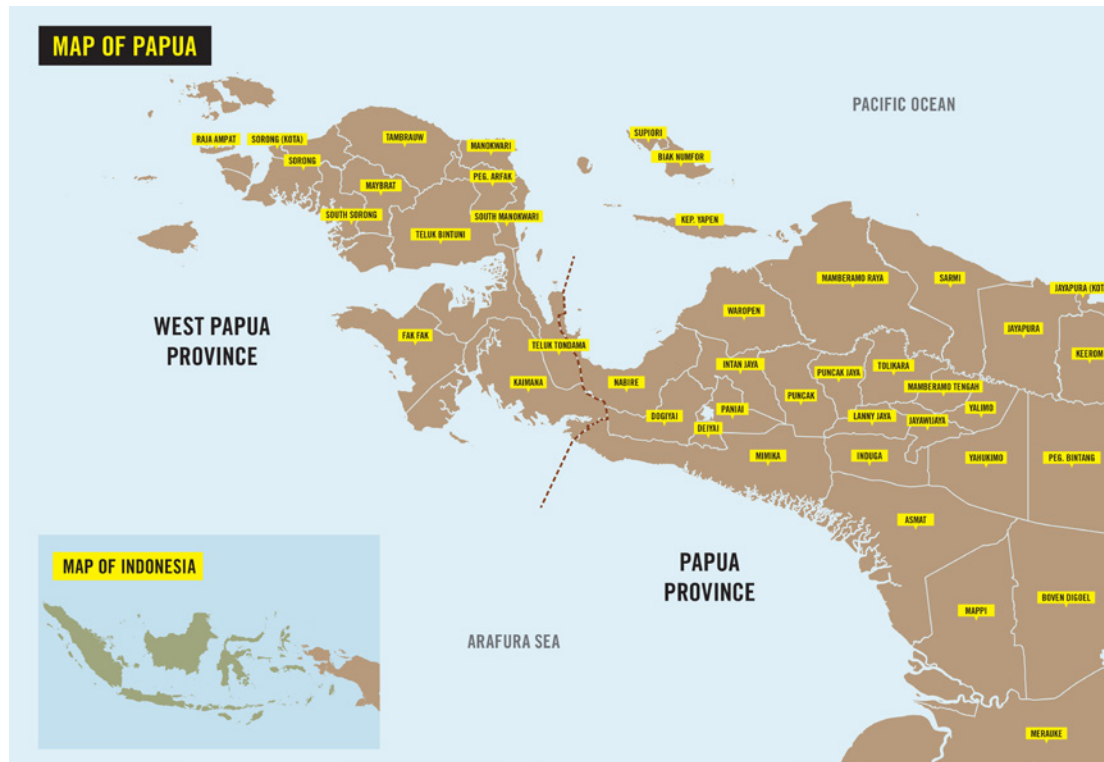 MAP OF PAPUA
PACIFIC OCEAN
RAJA AMPAT
SORONG (KOTA)
TAMBRAUW
SUPIORI
MANOKWARI
BIAK NUMFOR
SORONG
MAYBRAT
PEG. ARFAK
SOUTH SORONG
SOUTH MANOKWARI
KEP. YAPEN
TELUK BINTUNI
MAMBERAMO RAYA
SARMI
JAYAPURA (KOT
WAROPEN
WEST PAPUA
PROVINCE
JAYAPURA
FAK FAK
TELUK TONDAMA
KEEROM
INTAN JAYA
TOLIKARA
PUNCAK JAYA
KAIMANA
NABIRE
MAMBERAMO TENGAH
PUNCAK
PANIAI
YALIMO
DOGIYAI
LANNY JAYA
JAYAWIJAYA
DEIYAI
MIMIKA
INDUGA
YAHUKIMO
PEG. BINTANG
ASMAT
MAP OF INDONESIA
PAPUA
PROVINCE
BOVEN DIGOEL
MAPPI
ARAFURA SEA
MERAUKE